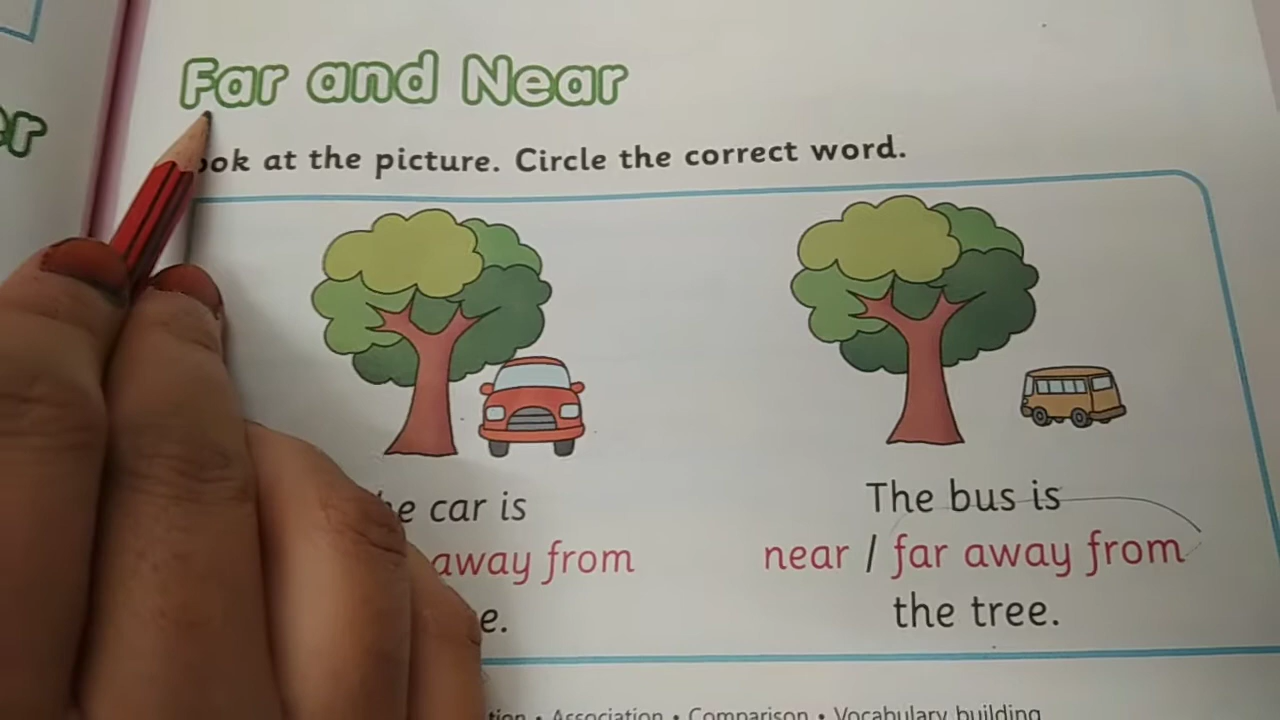 Far and Near
ook at the picture. Circle the correct word.
car is
away from
The bus is
near / far away from
the tree.
Association • Comparison • Vocabulary building